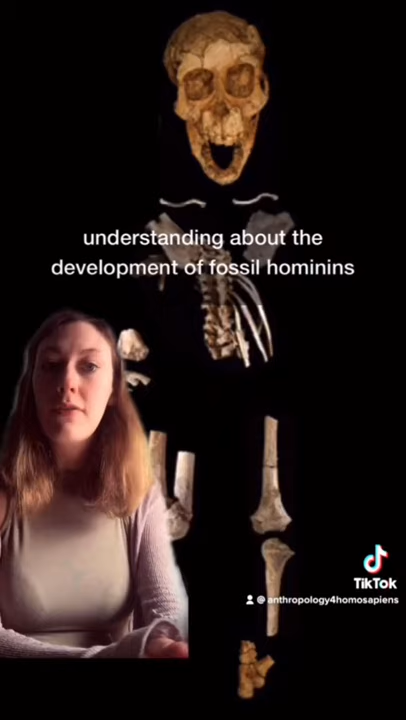 understanding about the
development of fossil hominins
TikTok
@anthropology4homosapiens